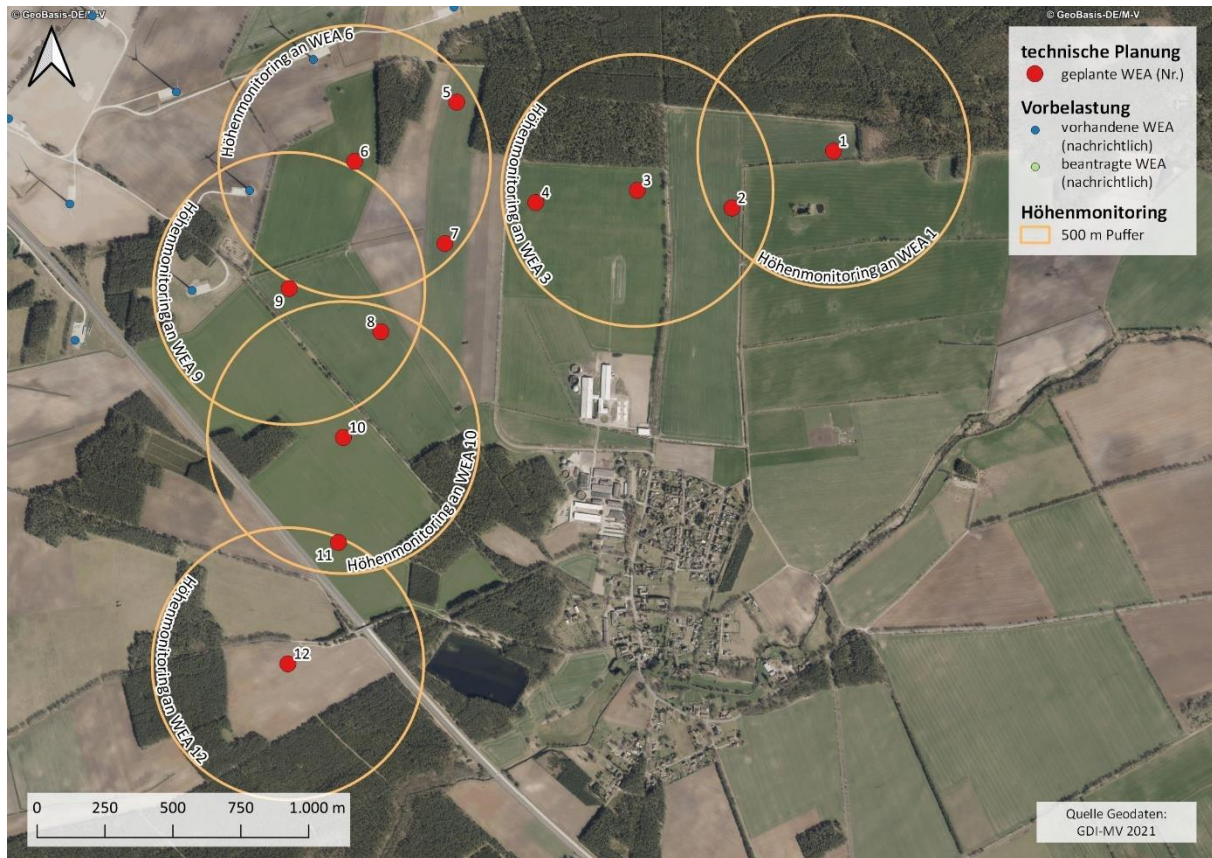 © GeoBasis-DE/M-V
© GeoBasis-DE/M-V
technische Planung
geplante WEA (Nr.)
Vorbelastung
vorhandene WEA
(nachrichtlich)
beantragte WEA
(nachrichtlich)
Höhenmonitoring
500 m Puffer
Höhenmonitoring an WEA 6
Höhenmonitoring an WEA 3
Höhenmonitoring an WEA 1
Höhenmonitoring an WEA 9
Höhenmonitoring an WEA 10
Höhenmonitoring an WEA 12
5
6
1
3
4
2
7
9
8
10
11
12
0 250 500 750 1.000 m
Quelle Geodaten:
GDI-MV 2021